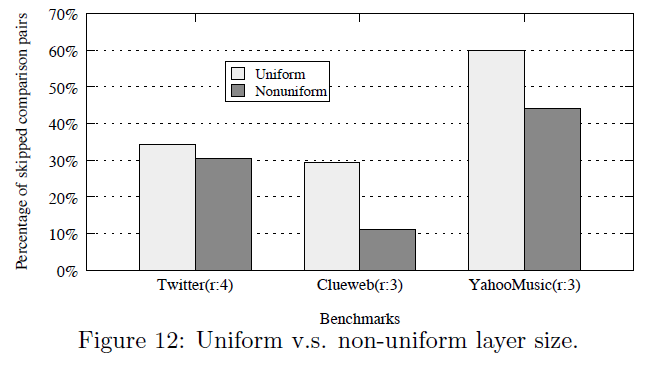 70%
60%
50%
40%
30%
20%
10%
0%
Percentage of skipped comparison pairs
Uniform
Nonuniform
Twitter(r:4) Clueweb(r:3) YahooMusic(r:3)
Benchmarks
Figure 12: Uniform v.s. non-uniform layer size.